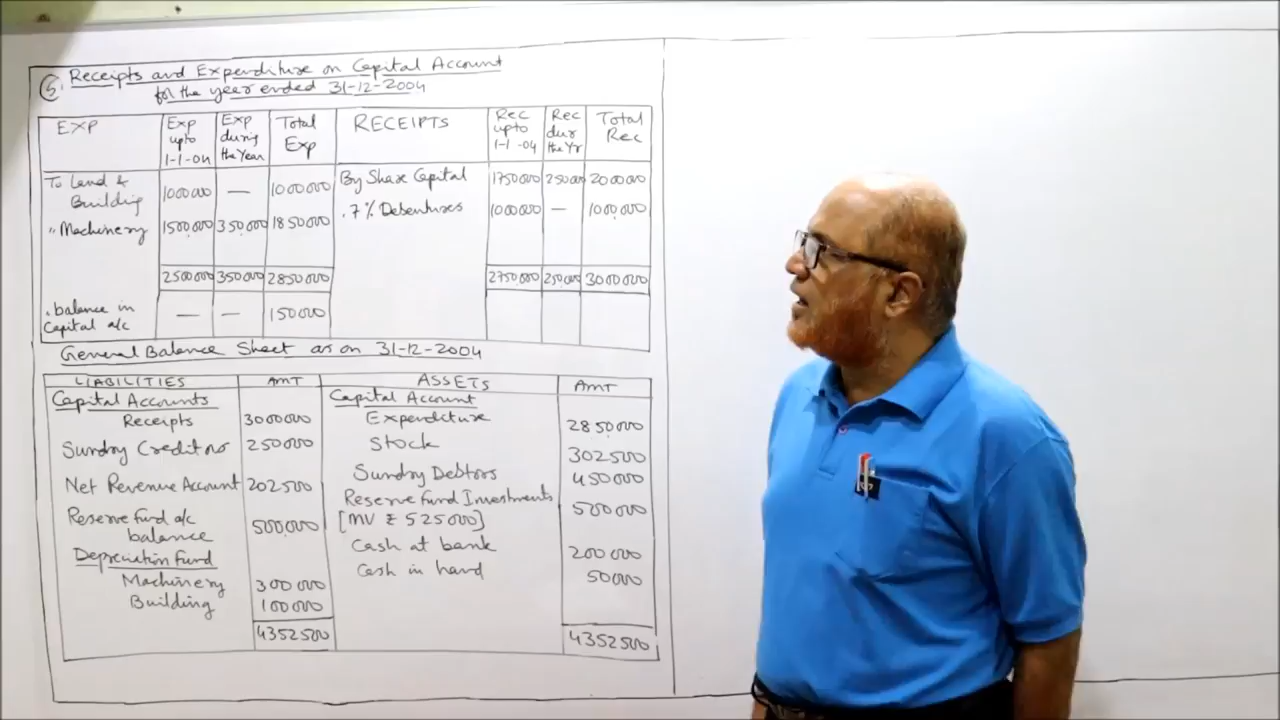 5. Receipts and Expenditure on Capital Account
for the year ended 31-12-2004
EXP | Exp upto 1-1-04 | Exp during the Year | Total Exp | RECEIPTS | Rec upto 1-1-04 | Rec dur the Yr | Total Rec
To Land & Building | 1000000 | — | 1000000 | By Share Capital | 1750000 | 250000 | 2000000
" Machinery | 1500000 | 350000 | 1850000 | " 7% Debentures | 1000000 | — | 1000000
2500000 | 350000 | 2850000 | 2750000 | 250000 | 3000000
" balance in Capital a/c | — | — | 150000
General Balance Sheet as on 31-12-2004
LIABILITIES | AMT | ASSETS | AMT
Capital Accounts | Capital Account
Receipts | 3000000 | Expenditure | 2850000
Sundry Creditors | 250000 | Stock | 302500
Net Revenue Account | 202500 | Sundry Debtors | 450000
Reserve Fund a/c balance | 500000 | Reserve Fund Investments | 500000
[MV ₹ 525000]
Depreciation Fund | Cash at bank | 200000
Machinery | 300000 | Cash in hand | 50000
Building | 100000
4352500 | 4352500